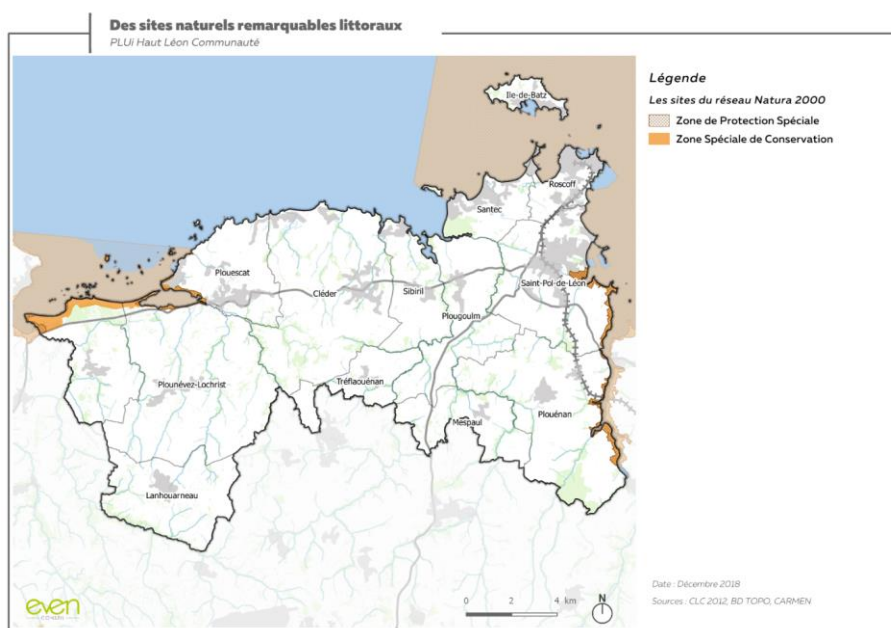 Des sites naturels remarquables littoraux
PLUi Haut Léon Communauté
Ile-de-Batz
Roscoff
Santec
Plouescat
Cléder
Sibiril
Saint-Pol-de-Léon
Plougoulm
Tréflaouénan
Plounévez-Lochrist
Plouénan
Mespaul
Lanhouarneau
Légende
Les sites du réseau Natura 2000
Zone de Protection Spéciale
Zone Spéciale de Conservation
Date : Décembre 2018
Sources : CLC 2012, BD TOPO, CARMEN
0 2 4 km
N
even
CONSEIL